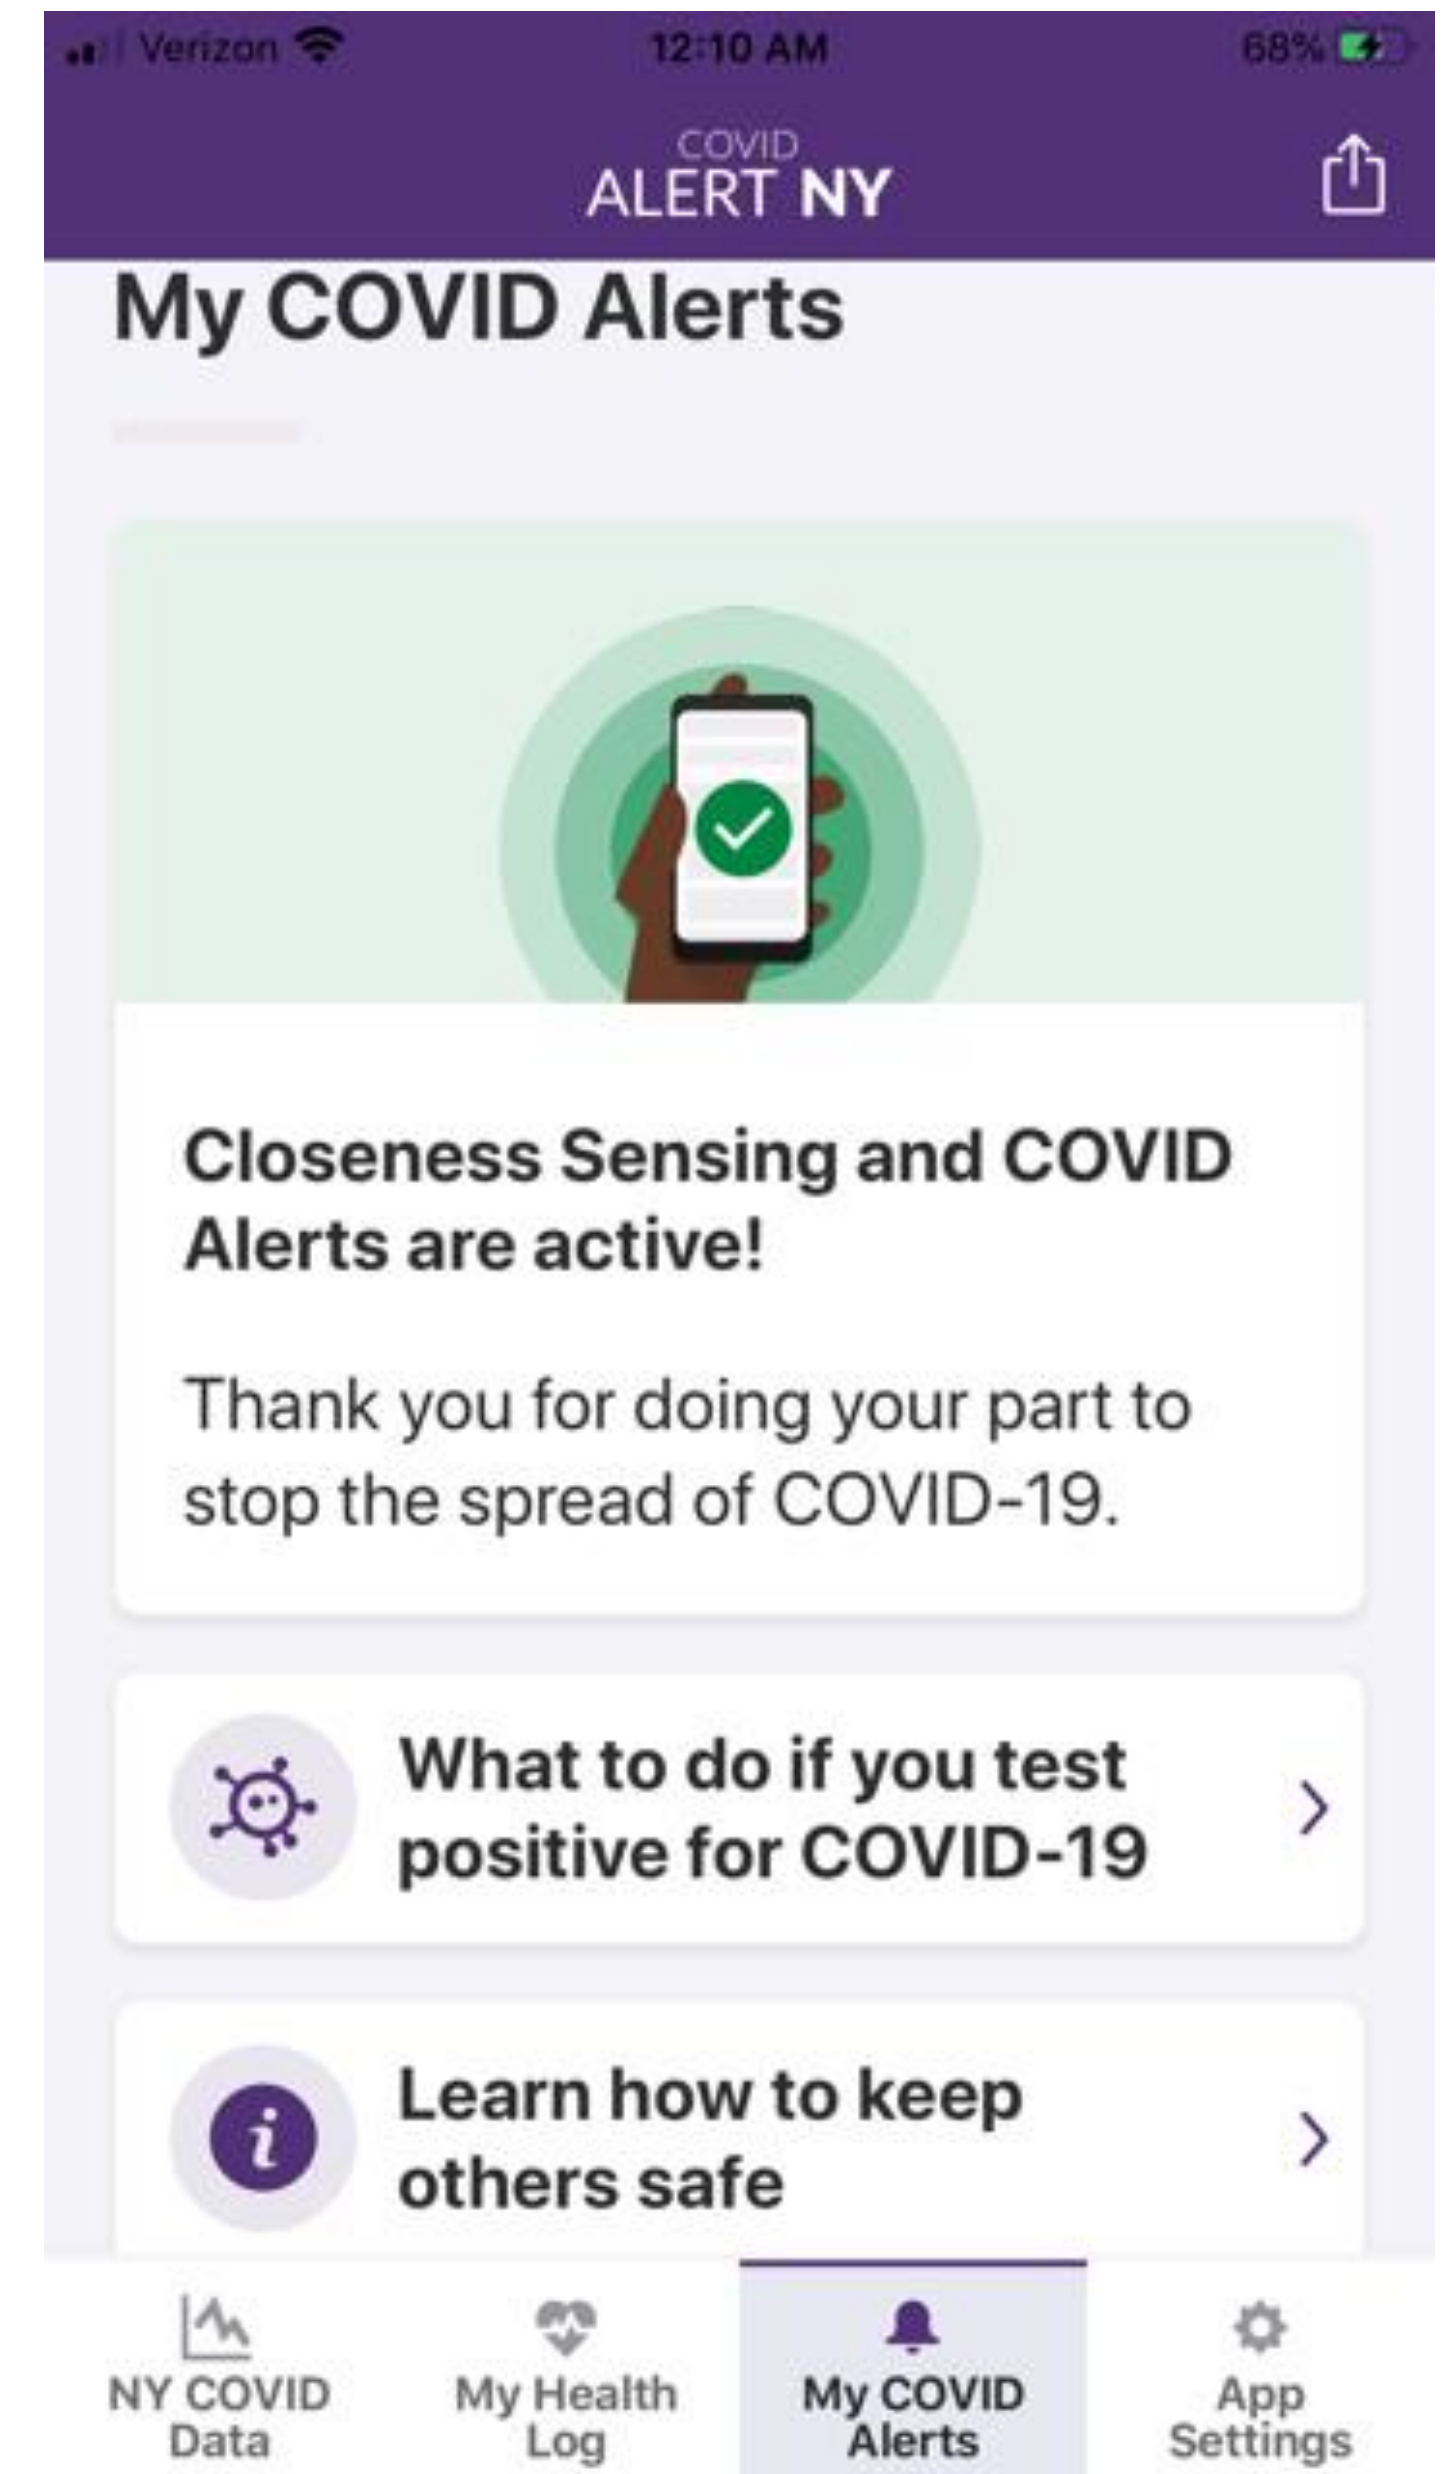 Verizon 12:10 AM 68%
COVID
ALERT NY
My COVID Alerts
Closeness Sensing and COVID
Alerts are active!
Thank you for doing your part to
stop the spread of COVID-19.
What to do if you test
positive for COVID-19
Learn how to keep
others safe
NY COVID
Data
My Health
Log
My COVID
Alerts
App
Settings